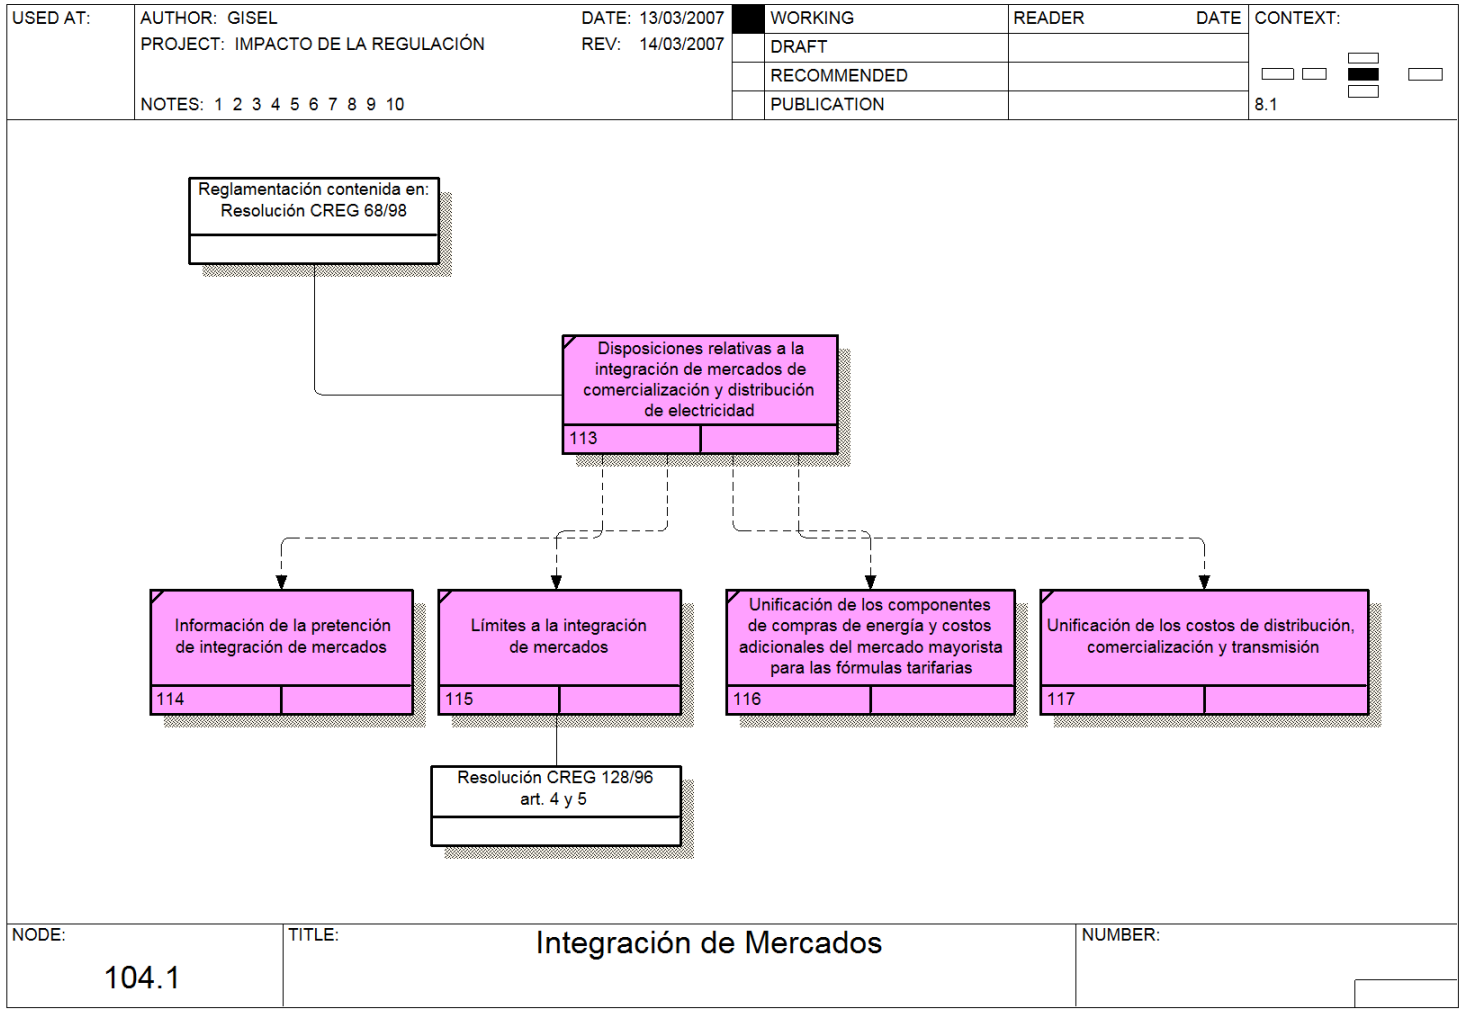 USED AT:
AUTHOR: GISEL
DATE: 13/03/2007
PROJECT: IMPACTO DE LA REGULACIÓN
REV: 14/03/2007
NOTES: 1 2 3 4 5 6 7 8 9 10
WORKING
DRAFT
RECOMMENDED
PUBLICATION
READER
DATE
CONTEXT:
8.1
Reglamentación contenida en:
Resolución CREG 68/98
Disposiciones relativas a la
integración de mercados de
comercialización y distribución
de electricidad
113
Información de la pretención
de integración de mercados
114
Límites a la integración
de mercados
115
Unificación de los componentes
de compras de energía y costos
adicionales del mercado mayorista
para las fórmulas tarifarias
116
Unificación de los costos de distribución,
comercialización y transmisión
117
Resolución CREG 128/96
art. 4 y 5
NODE:
104.1
TITLE:
Integración de Mercados
NUMBER: